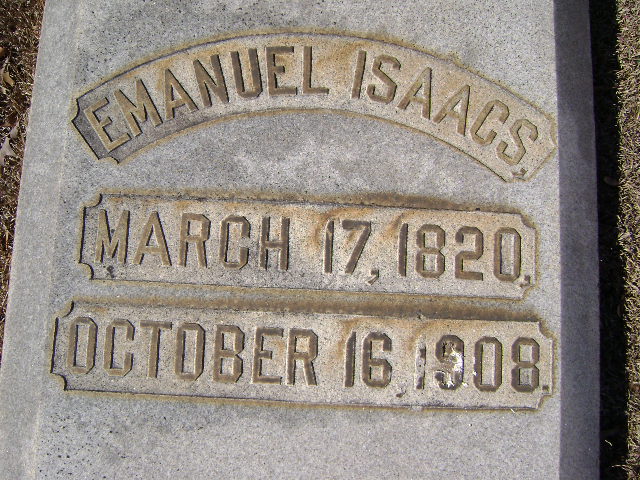 EMANUEL ISAACS.
MARCH 17, 1820,
OCTOBER 16 1908.